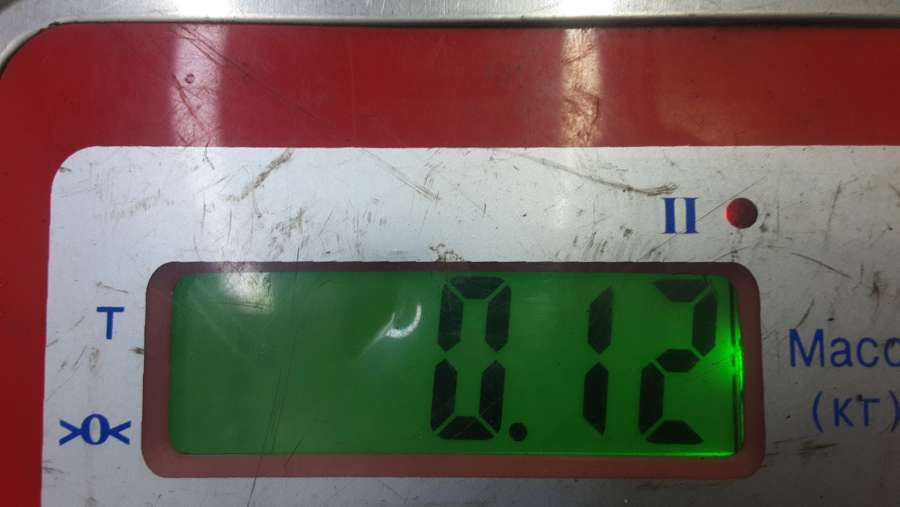 II
T
0.12
>0<
Масс
(кг)